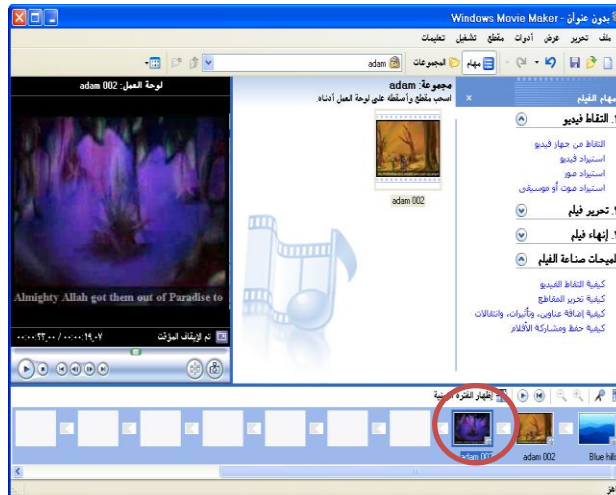 بدون عنوان - Windows Movie Maker
ملف تحرير عرض أدوات مقطع تشغيل تعليمات
مهام المجموعات adam
مهام الفيلم
التقاط فيديو
التقاط من جهاز فيديو
استيراد فيديو
استيراد صور
استيراد صوت أو موسيقى
تحرير فيلم
إنهاء فيلم
تلميحات صناعة الفيلم
كيفية التقاط الفيديو
كيفية تحرير المقاطع
كيفية إضافة عناوين، وتأثيرات، وانتقالات
كيفية حفظ ومشاركة الأفلام
مجموعة: adam
اسحب مقطع وأسقطه على لوحة العمل أدناه.
adam 002
لوحة العمل: adam 002
Almighty Allah got them out of Paradise to
تم الإيقاف المؤقت
إظهار الفترة
Blue hills
adam 002
adam 002